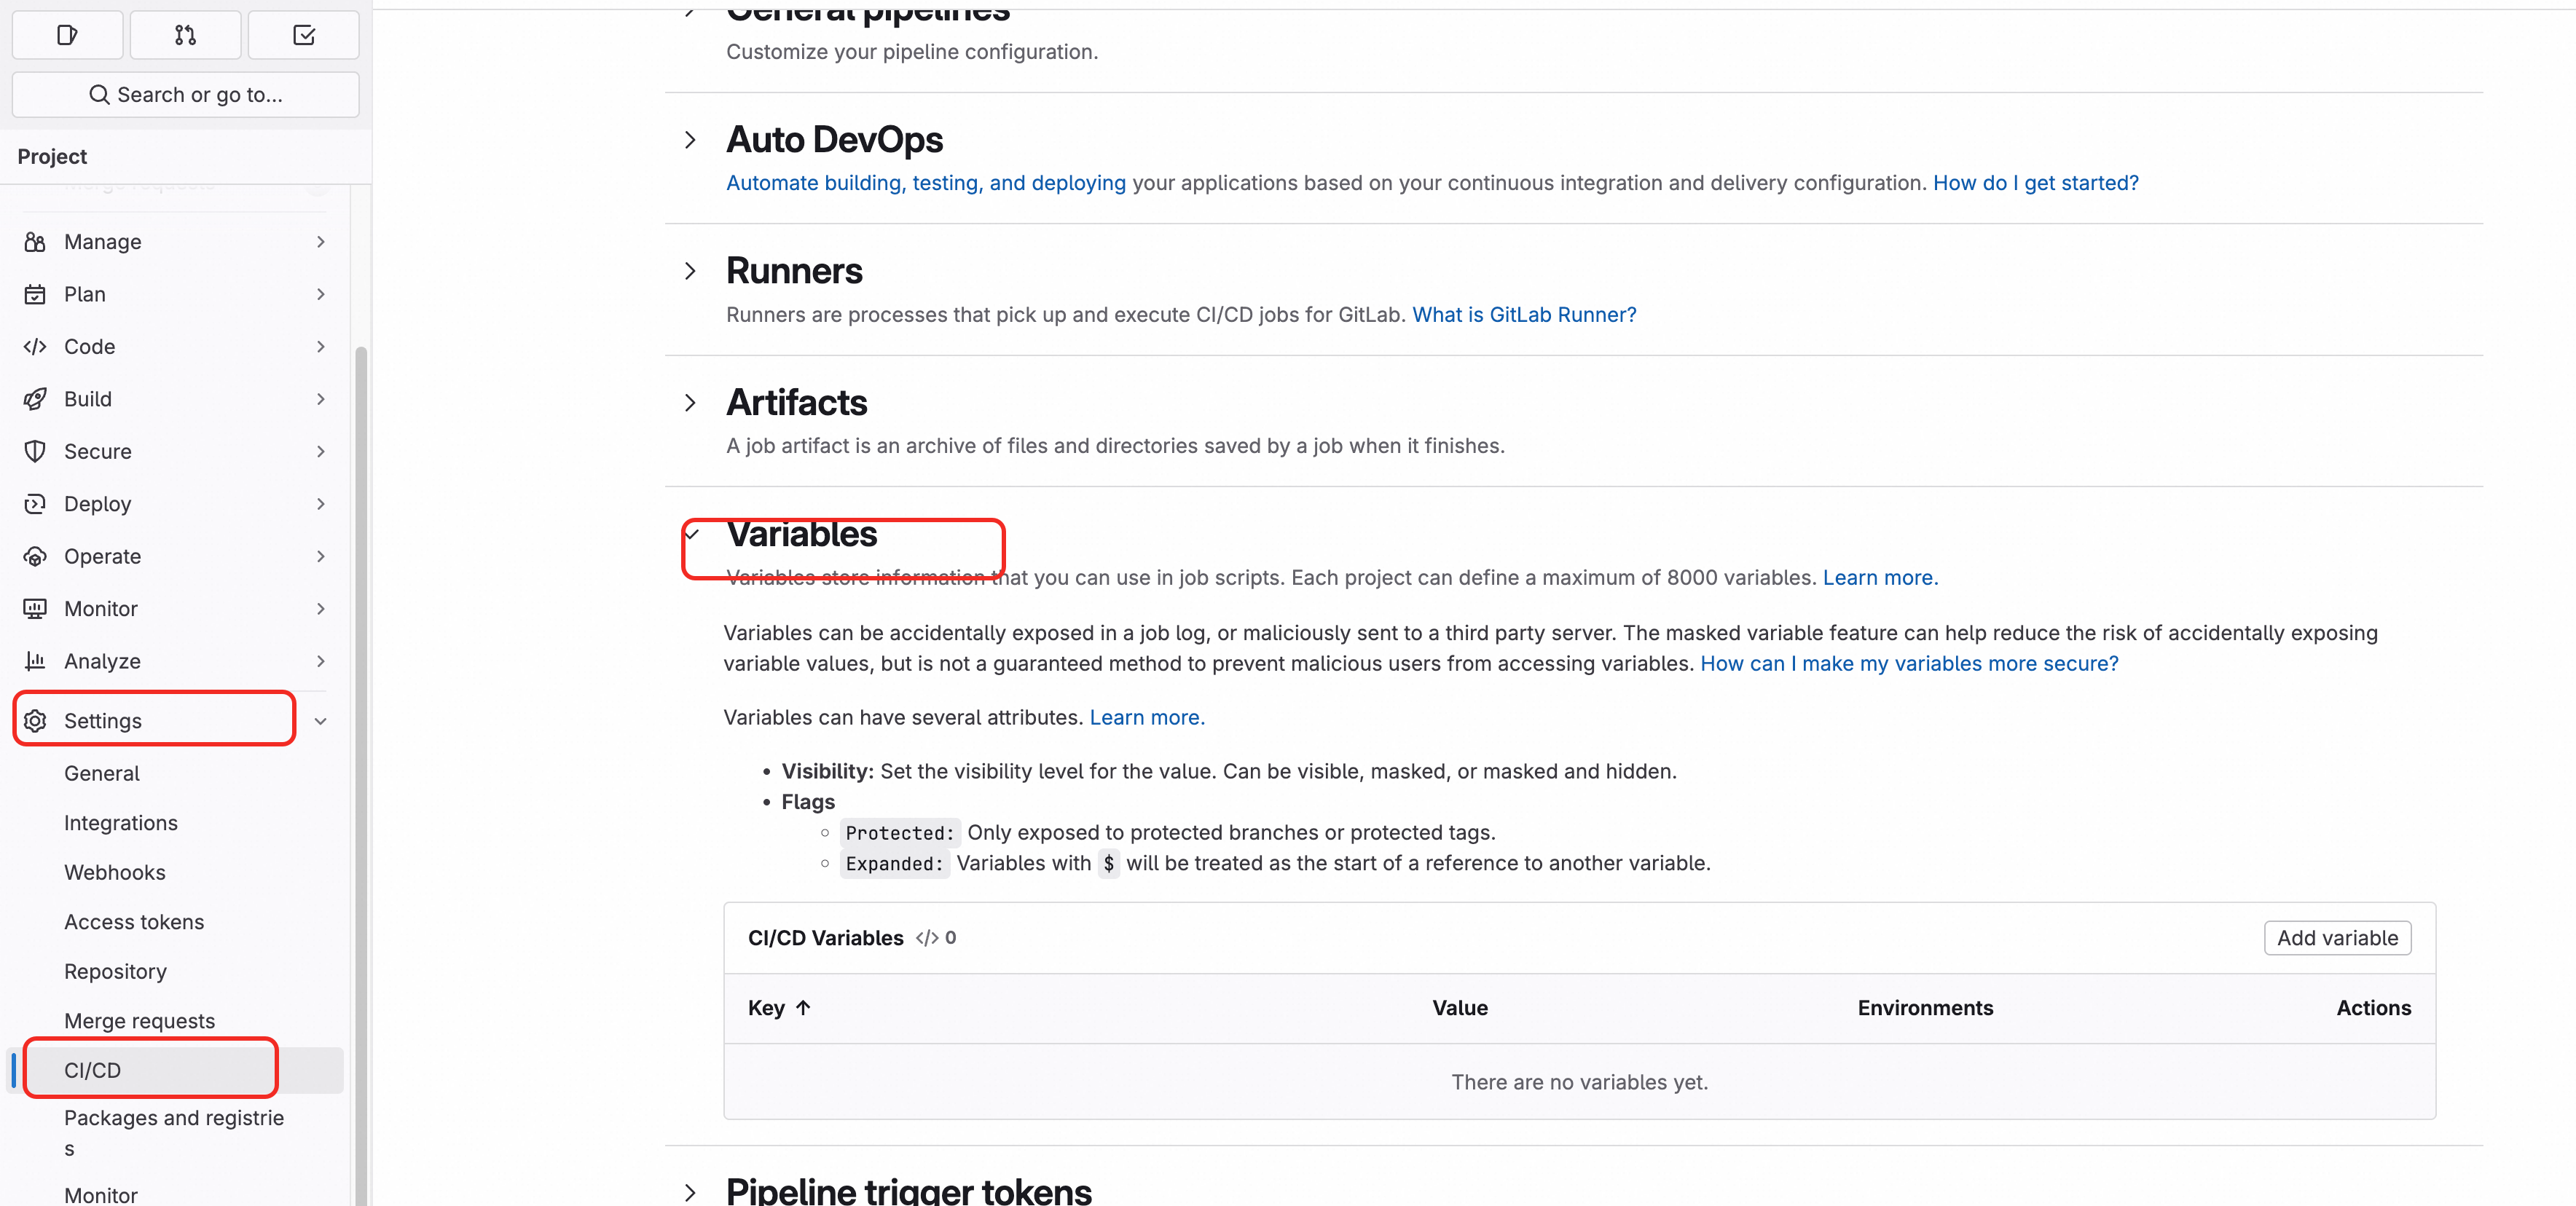 Search or go to...
Project
Manage
Plan
Code
Build
Secure
Deploy
Operate
Monitor
Analyze
Settings
General
Integrations
Webhooks
Access tokens
Repository
Merge requests
CI/CD
Packages and registrie
s
Monitor
General pipelines
Customize your pipeline configuration.
Auto DevOps
Automate building, testing, and deploying your applications based on your continuous integration and delivery configuration. How do I get started?
Runners
Runners are processes that pick up and execute CI/CD jobs for GitLab. What is GitLab Runner?
Artifacts
A job artifact is an archive of files and directories saved by a job when it finishes.
Variables
Variables store information that you can use in job scripts. Each project can define a maximum of 8000 variables. Learn more.
Variables can be accidentally exposed in a job log, or maliciously sent to a third party server. The masked variable feature can help reduce the risk of accidentally exposing
variable values, but is not a guaranteed method to prevent malicious users from accessing variables. How can I make my variables more secure?
Variables can have several attributes. Learn more.
• Visibility: Set the visibility level for the value. Can be visible, masked, or masked and hidden.
• Flags
◦ Protected: Only exposed to protected branches or protected tags.
◦ Expanded: Variables with $ will be treated as the start of a reference to another variable.
CI/CD Variables </> 0
Add variable
Key ↑ Value Environments Actions
There are no variables yet.
Pipeline trigger tokens